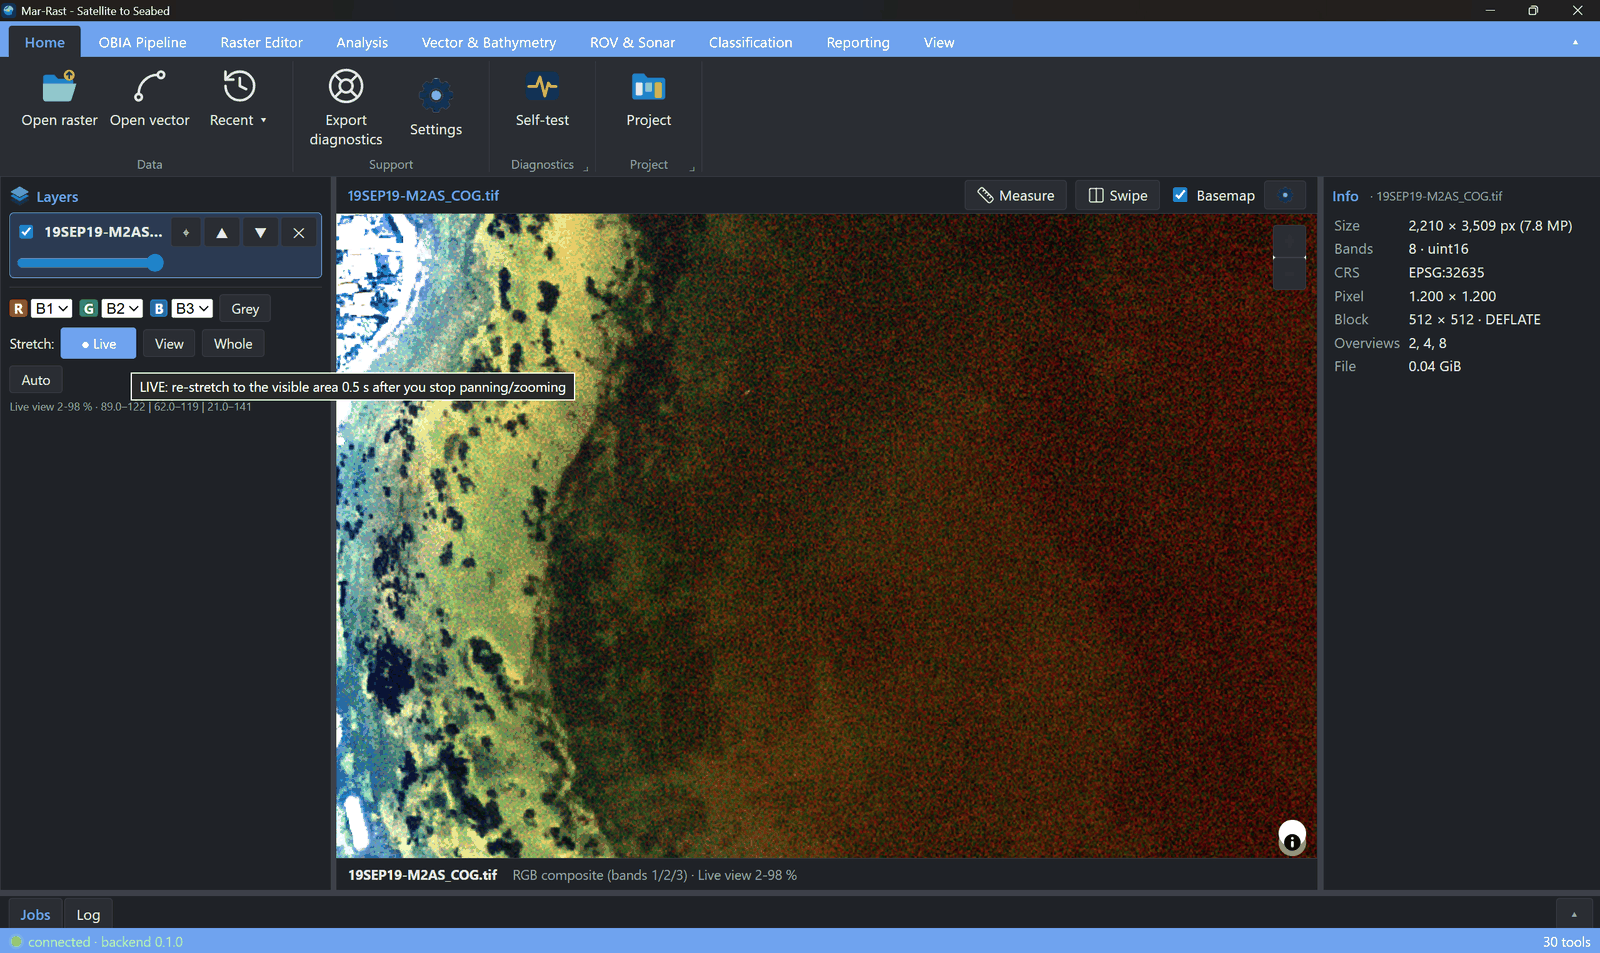 Mar-Rast - Satellite to Seabed
Home OBIA Pipeline Raster Editor Analysis Vector & Bathymetry ROV & Sonar Classification Reporting View
Open raster Open vector Recent
Export diagnostics Settings
Self-test
Project
Data Support Diagnostics Project
Layers
19SEP19-M2AS...
R B1 G B2 B B3 Grey
Stretch: Live View Whole
Auto
LIVE: re-stretch to the visible area 0.5 s after you stop panning/zooming
Live view 2-98 % · 89.0–122 | 62.0–119 | 21.0–141
19SEP19-M2AS_COG.tif Measure Swipe Basemap
19SEP19-M2AS_COG.tif RGB composite (bands 1/2/3) · Live view 2-98 %
Info · 19SEP19-M2AS_COG.tif
Size 2,210 × 3,509 px (7.8 MP)
Bands 8 · uint16
CRS EPSG:32635
Pixel 1.200 × 1.200
Block 512 × 512 · DEFLATE
Overviews 2, 4, 8
File 0.04 GiB
Jobs Log
connected · backend 0.1.0 30 tools